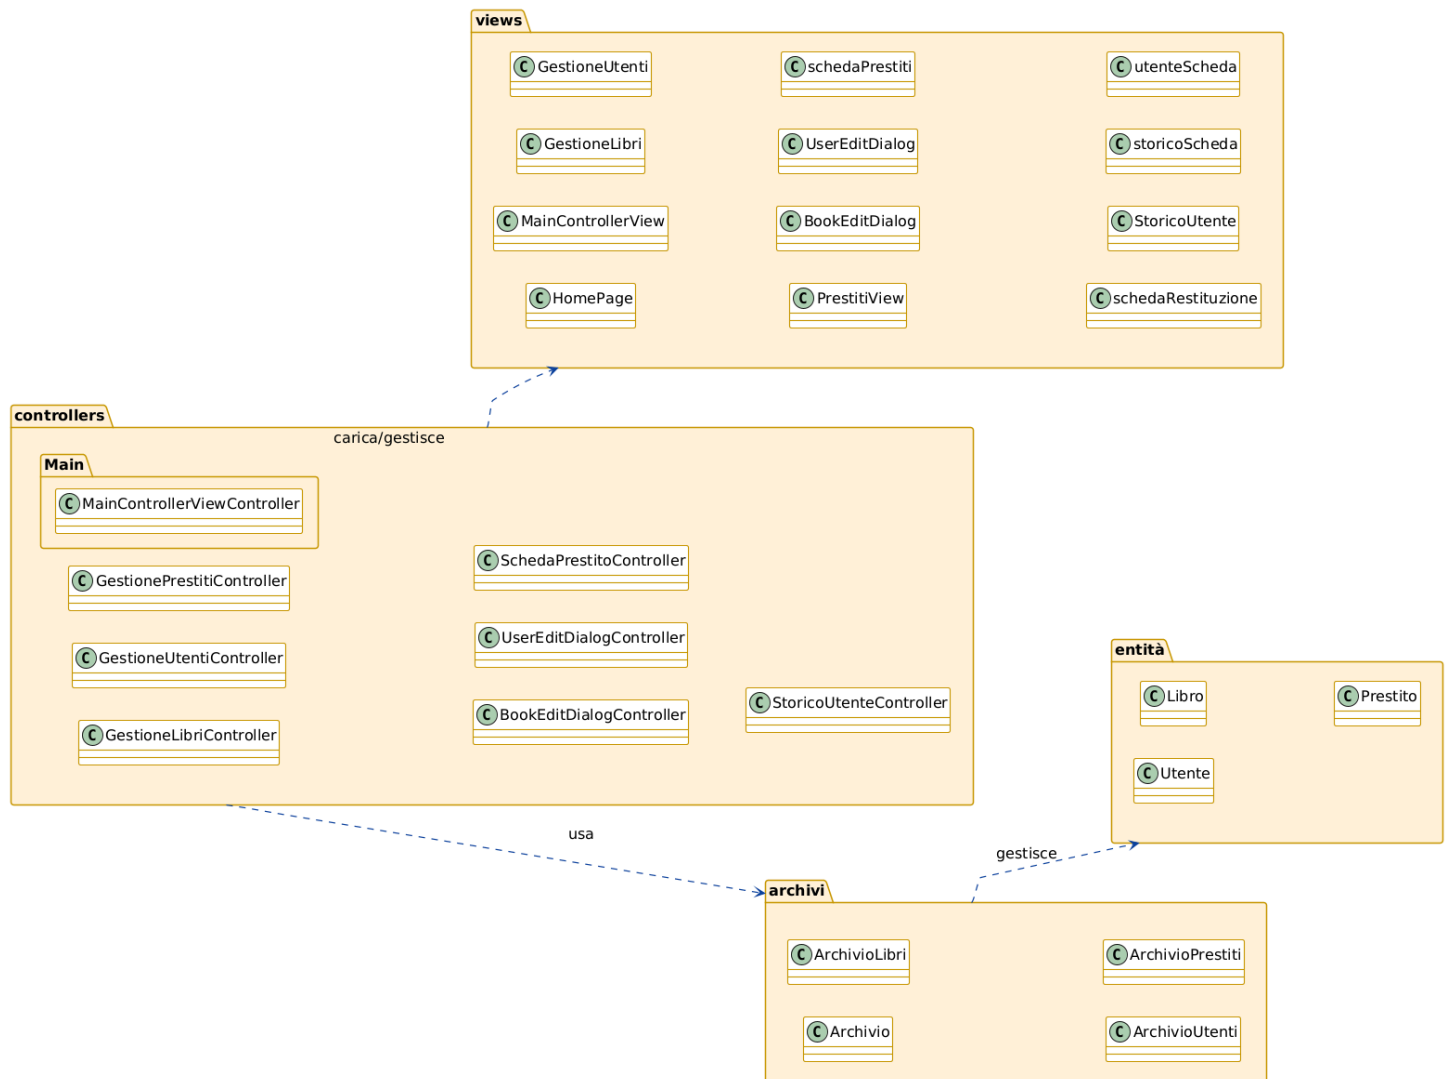 views
C GestioneUtenti
C schedaPrestiti
C utenteScheda
C GestioneLibri
C UserEditDialog
C storicoScheda
C MainControllerView
C BookEditDialog
C StoricoUtente
C HomePage
C PrestitiView
C schedaRestituzione
controllers
carica/gestisce
Main
C MainControllerViewController
C SchedaPrestitoController
C GestionePrestitiController
C UserEditDialogController
C GestioneUtentiController
C BookEditDialogController
C StoricoUtenteController
C GestioneLibriController
entità
C Libro
C Prestito
C Utente
usa
gestisce
archivi
C ArchivioLibri
C ArchivioPrestiti
C Archivio
C ArchivioUtenti